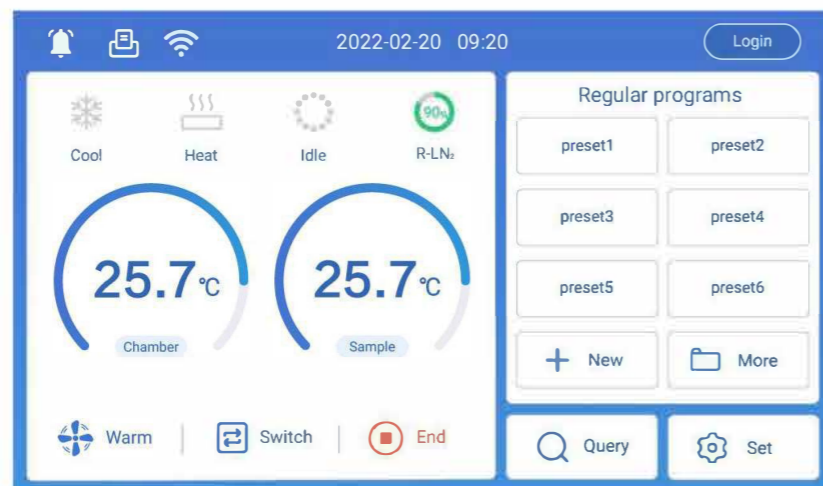 2022-02-20 09:20
Login
90%
Cool
Heat
Idle
R-LN₂
25.7℃
Chamber
25.7℃
Sample
Warm
Switch
End
Regular programs
preset1
preset2
preset3
preset4
preset5
preset6
New
More
Query
Set